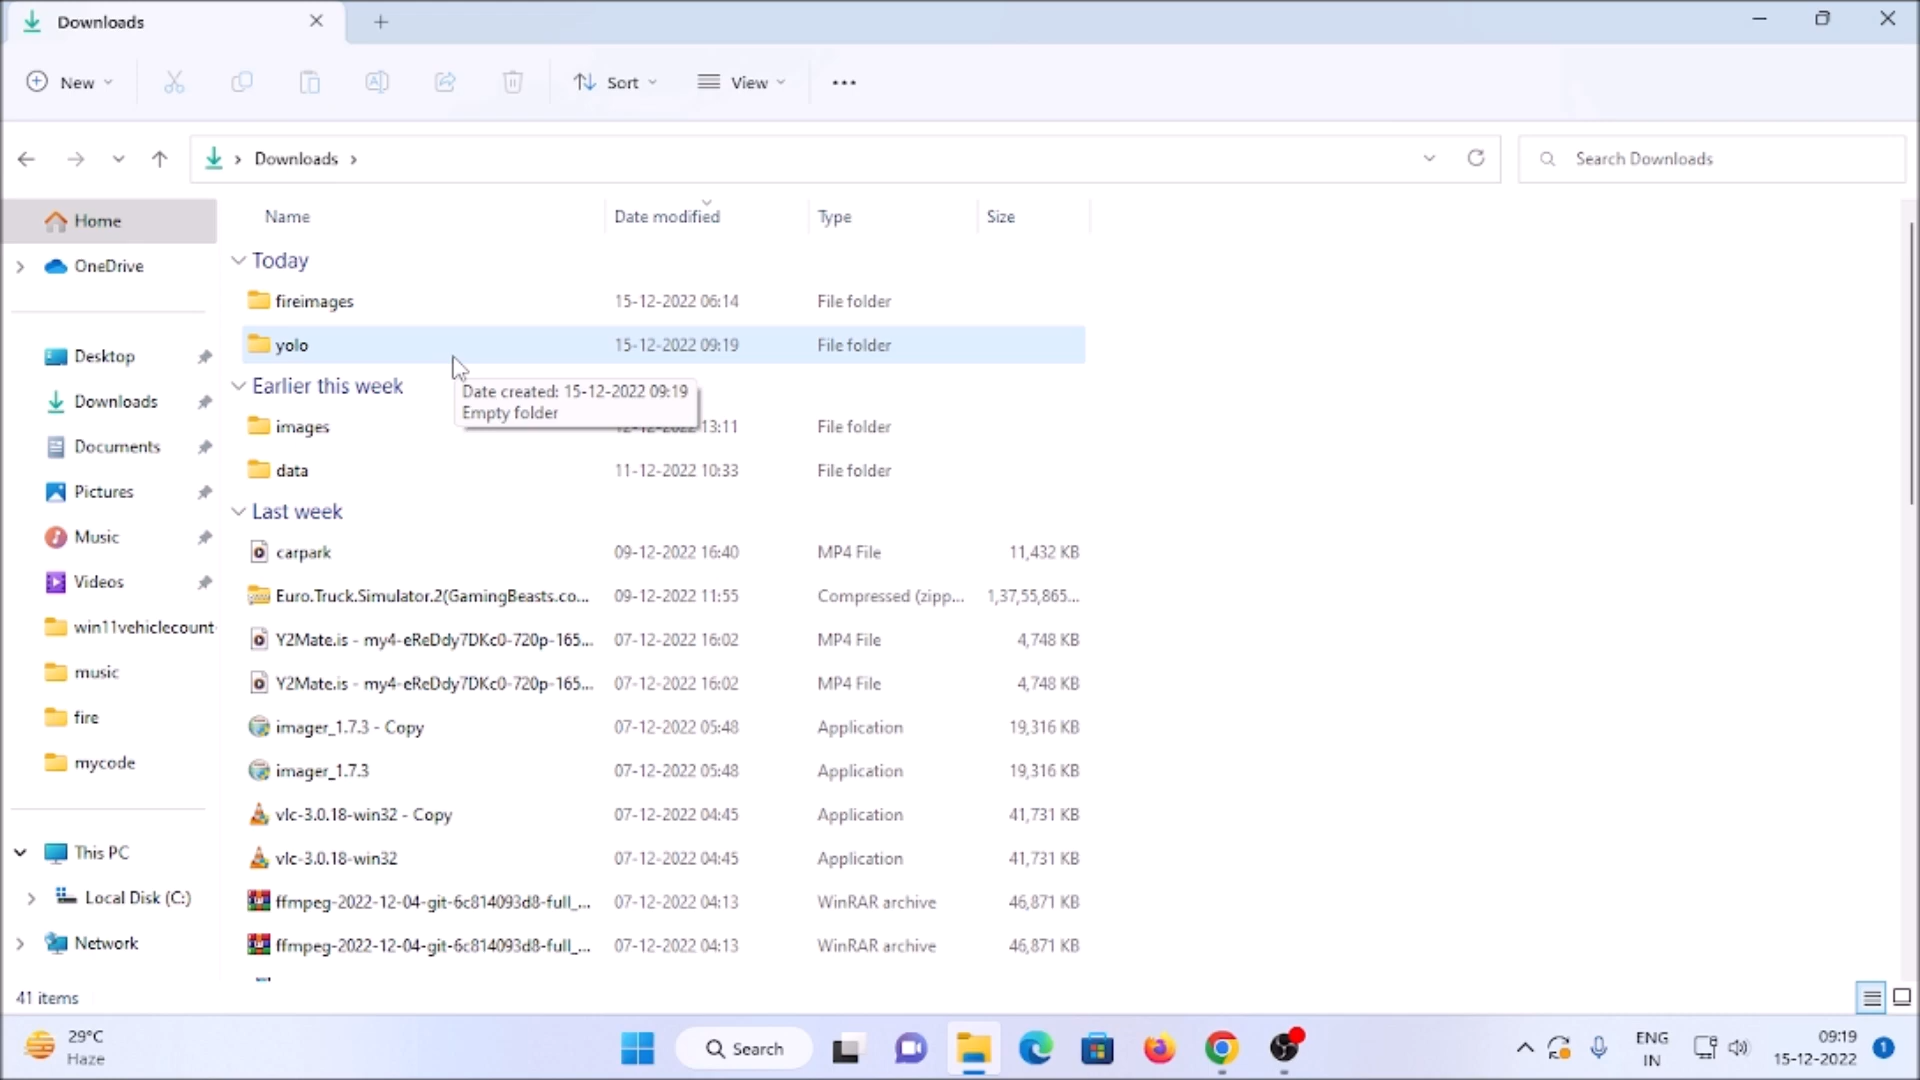 Downloads
New
Sort
View
Downloads
Search Downloads
Home
OneDrive
Desktop
Downloads
Documents
Pictures
Music
Videos
win11vehiclecount
music
fire
mycode
This PC
Local Disk (C:)
Network
Name Date modified Type Size
Today
fireimages 15-12-2022 06:14 File folder
yolo 15-12-2022 09:19 File folder
Date created: 15-12-2022 09:19
Empty folder
Earlier this week
images 12-12-2022 13:11 File folder
data 11-12-2022 10:33 File folder
Last week
carpark 09-12-2022 16:40 MP4 File 11,432 KB
Euro.Truck.Simulator.2(GamingBeasts.co... 09-12-2022 11:55 Compressed (zipp... 1,37,55,865...
Y2Mate.is - my4-eReDdy7DKc0-720p-165... 07-12-2022 16:02 MP4 File 4,748 KB
Y2Mate.is - my4-eReDdy7DKc0-720p-165... 07-12-2022 16:02 MP4 File 4,748 KB
imager_1.7.3 - Copy 07-12-2022 05:48 Application 19,316 KB
imager_1.7.3 07-12-2022 05:48 Application 19,316 KB
vlc-3.0.18-win32 - Copy 07-12-2022 04:45 Application 41,731 KB
vlc-3.0.18-win32 07-12-2022 04:45 Application 41,731 KB
ffmpeg-2022-12-04-git-6c814093d8-full_... 07-12-2022 04:13 WinRAR archive 46,871 KB
ffmpeg-2022-12-04-git-6c814093d8-full_... 07-12-2022 04:13 WinRAR archive 46,871 KB
41 items
29°C
Haze
Search
ENG
IN
09:19
15-12-2022
1